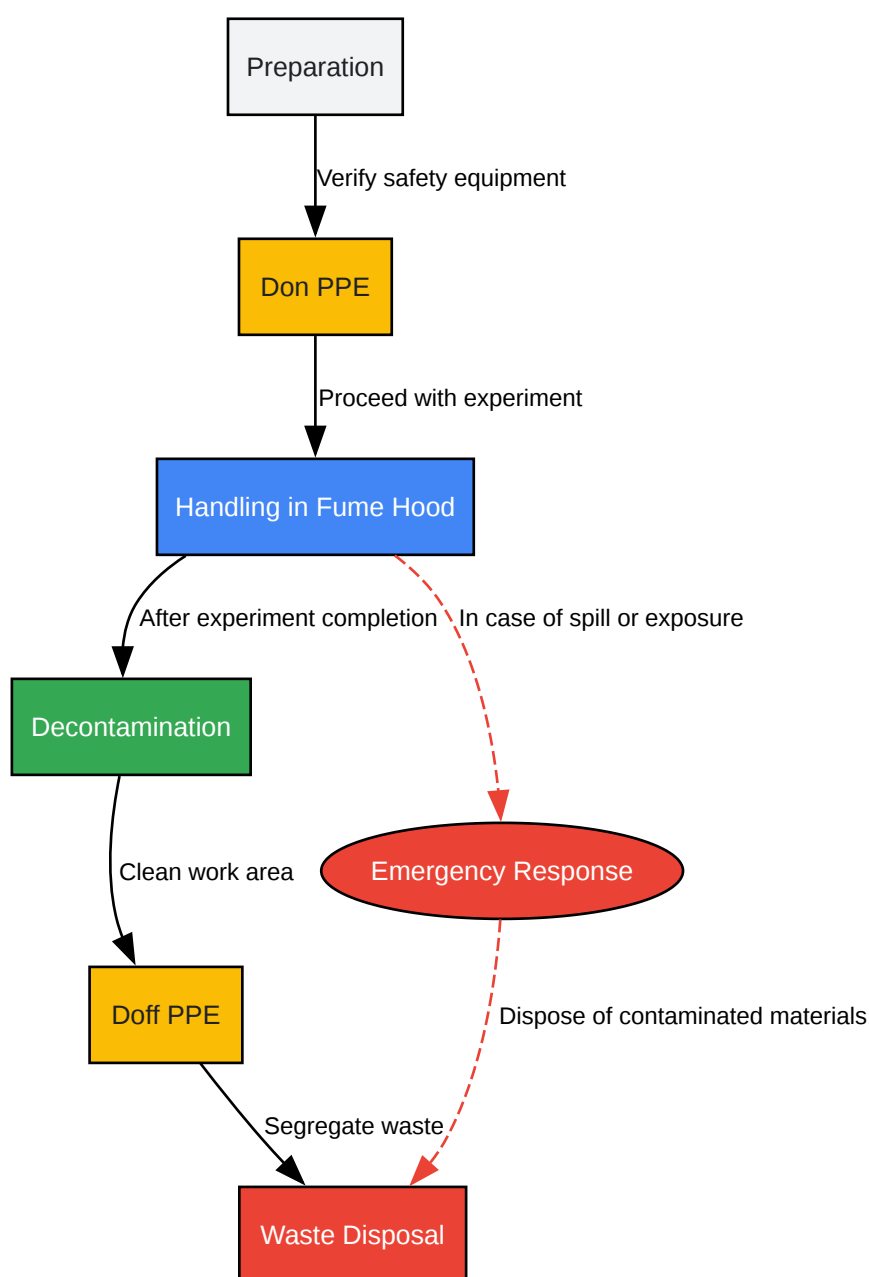 Preparation
Verify safety equipment
Don PPE
Proceed with experiment
Handling in Fume Hood
After experiment completion
In case of spill or exposure
Decontamination
Clean work area
Emergency Response
Doff PPE
Dispose of contaminated materials
Segregate waste
Waste Disposal